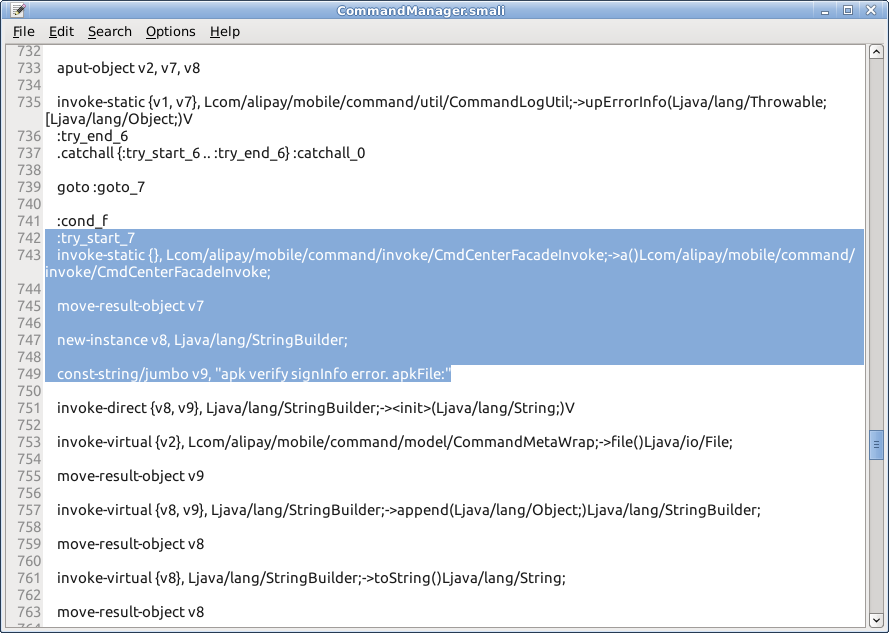 CommandManager.smali
File Edit Search Options Help
732
733 aput-object v2, v7, v8
734
735 invoke-static {v1, v7}, Lcom/alipay/mobile/command/util/CommandLogUtil;->upErrorInfo(Ljava/lang/Throwable;
[Ljava/lang/Object;)V
736 :try_end_6
737 .catchall {:try_start_6 .. :try_end_6} :catchall_0
738
739 goto :goto_7
740
741 :cond_f
742 :try_start_7
743 invoke-static {}, Lcom/alipay/mobile/command/invoke/CmdCenterFacadeInvoke;->a()Lcom/alipay/mobile/command/
invoke/CmdCenterFacadeInvoke;
744
745 move-result-object v7
746
747 new-instance v8, Ljava/lang/StringBuilder;
748
749 const-string/jumbo v9, "apk verify signInfo error. apkFile:"
750
751 invoke-direct {v8, v9}, Ljava/lang/StringBuilder;-><init>(Ljava/lang/String;)V
752
753 invoke-virtual {v2}, Lcom/alipay/mobile/command/model/CommandMetaWrap;->file()Ljava/io/File;
754
755 move-result-object v9
756
757 invoke-virtual {v8, v9}, Ljava/lang/StringBuilder;->append(Ljava/lang/Object;)Ljava/lang/StringBuilder;
758
759 move-result-object v8
760
761 invoke-virtual {v8}, Ljava/lang/StringBuilder;->toString()Ljava/lang/String;
762
763 move-result-object v8
764